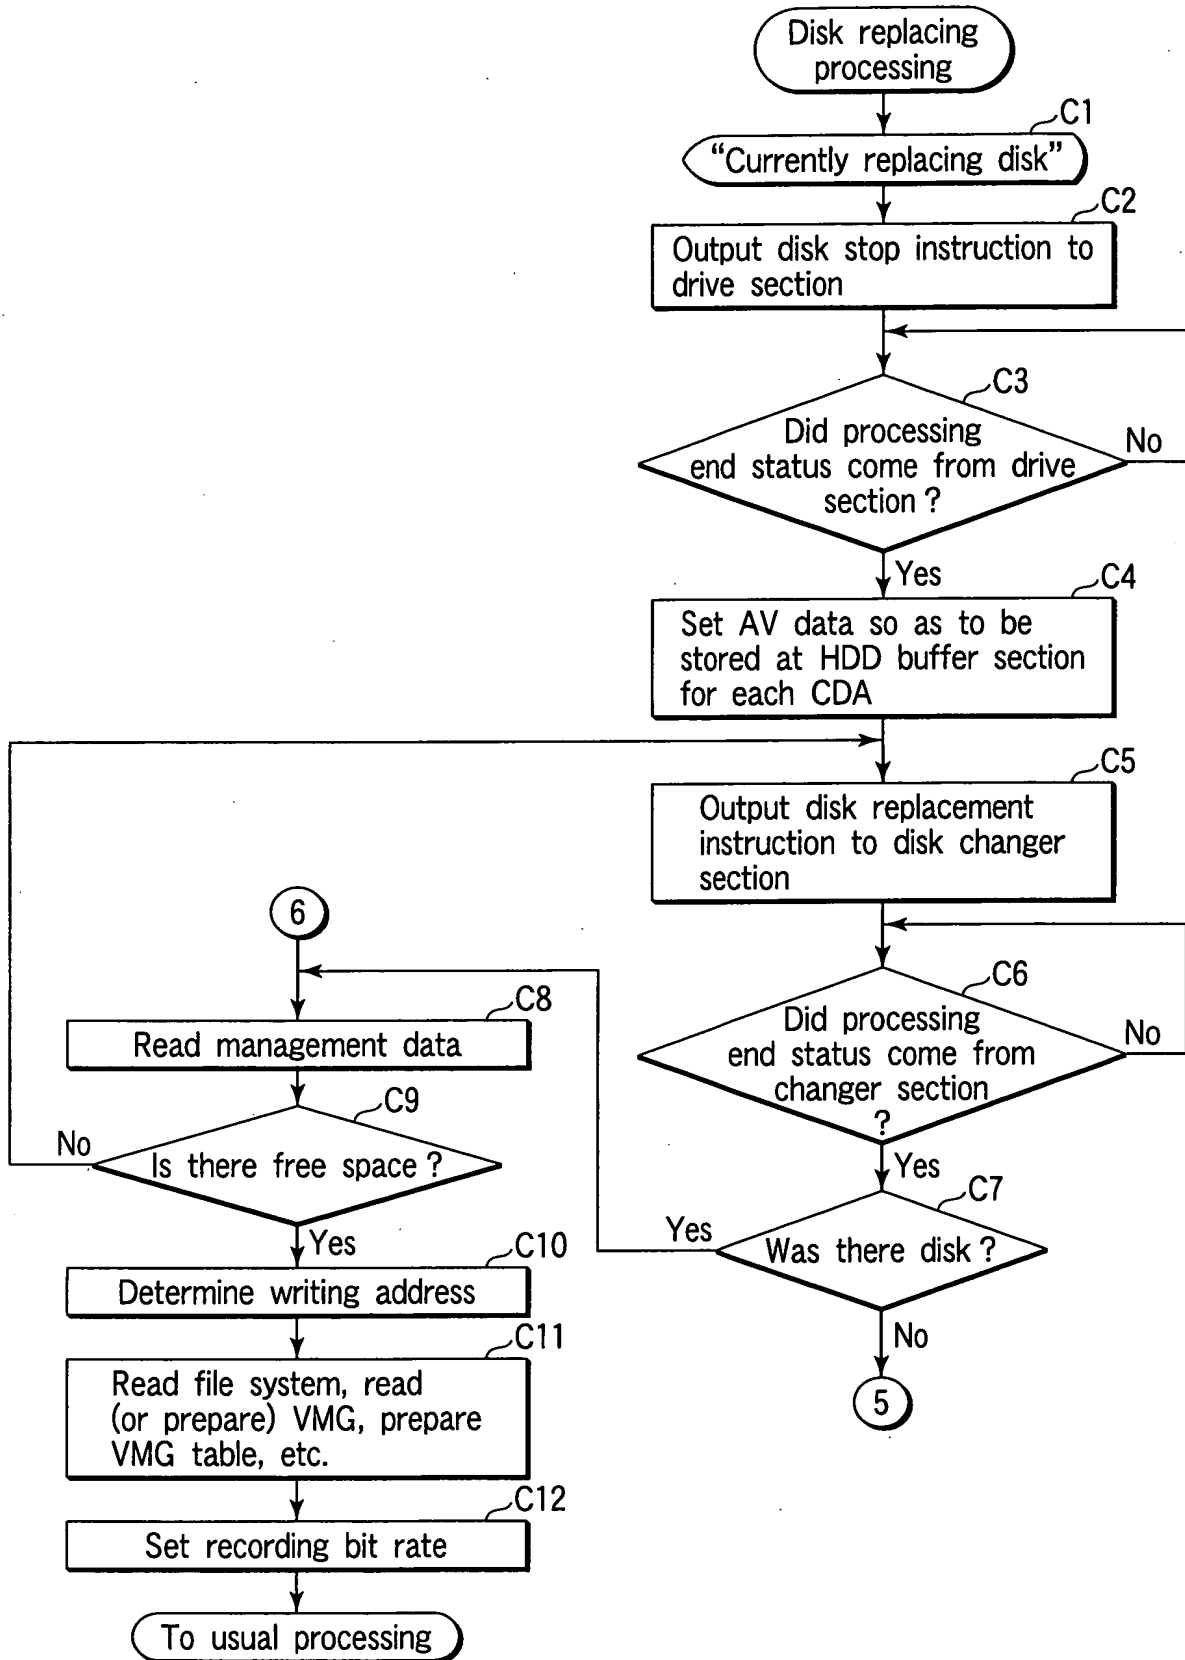 Disk replacing
processing
C1
“Currently replacing disk”
C2
Output disk stop instruction to
drive section
C3
Did processing
end status come from drive
section ?
No
Yes
C4
Set AV data so as to be
stored at HDD buffer section
for each CDA
C5
Output disk replacement
instruction to disk changer
section
C6
Did processing
end status come from
changer section
?
No
Yes
C7
Was there disk ?
Yes
No
5
6
C8
Read management data
C9
Is there free space ?
No
Yes
C10
Determine writing address
C11
Read file system, read
(or prepare) VMG, prepare
VMG table, etc.
C12
Set recording bit rate
To usual processing